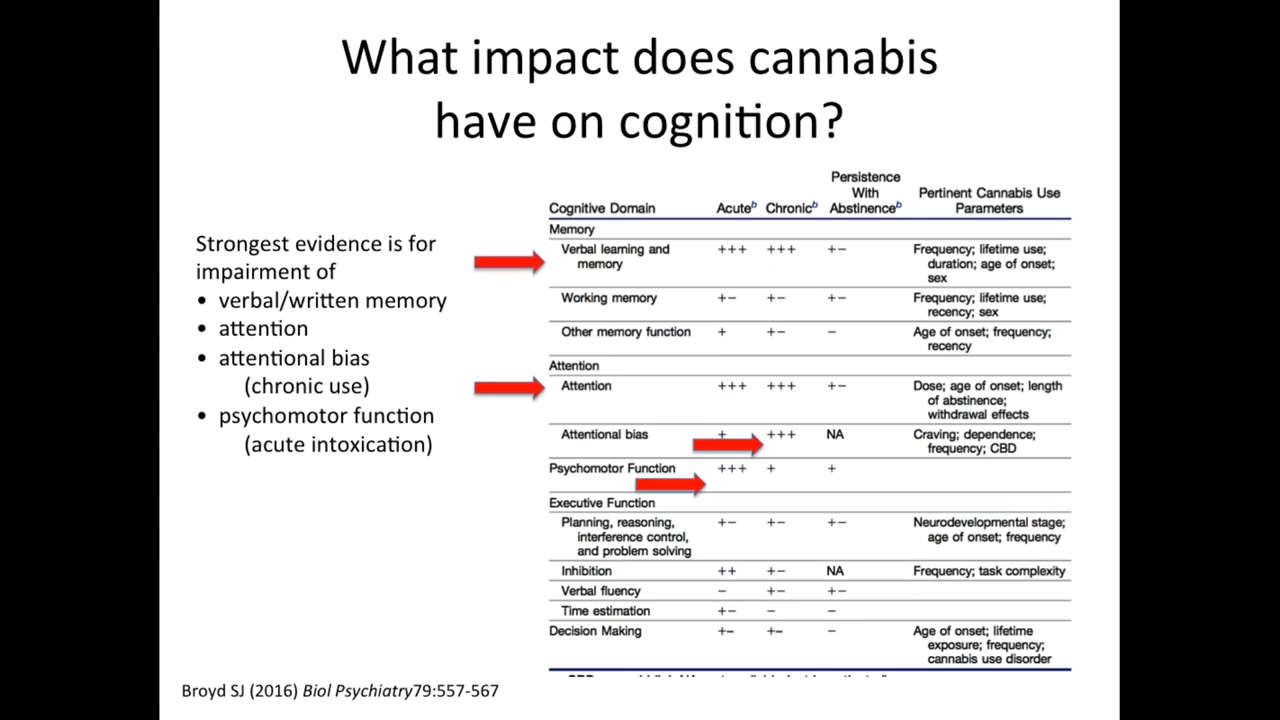 What impact does cannabis
have on cognition?
Strongest evidence is for
impairment of
• verbal/written memory
• attention
• attentional bias
(chronic use)
• psychomotor function
(acute intoxication)
Persistence
With
Pertinent Cannabis Use
Cognitive Domain Acuteᵇ Chronicᵇ Abstinenceᵇ Parameters
Memory
Verbal learning and +++ +++ +− Frequency; lifetime use;
memory duration; age of onset;
sex
Working memory +− +− +− Frequency; lifetime use;
recency; sex
Other memory function + +− − Age of onset; frequency;
recency
Attention
Attention +++ +++ +− Dose; age of onset; length
of abstinence;
withdrawal effects
Attentional bias + +++ NA Craving; dependence;
frequency; CBD
Psychomotor Function +++ + +
Executive Function
Planning, reasoning, +− +− +− Neurodevelopmental stage;
interference control, age of onset; frequency
and problem solving
Inhibition ++ +− NA Frequency; task complexity
Verbal fluency − +− +−
Time estimation +− − −
Decision Making +− +− − Age of onset; lifetime
exposure; frequency;
cannabis use disorder
Broyd SJ (2016) Biol Psychiatry79:557-567